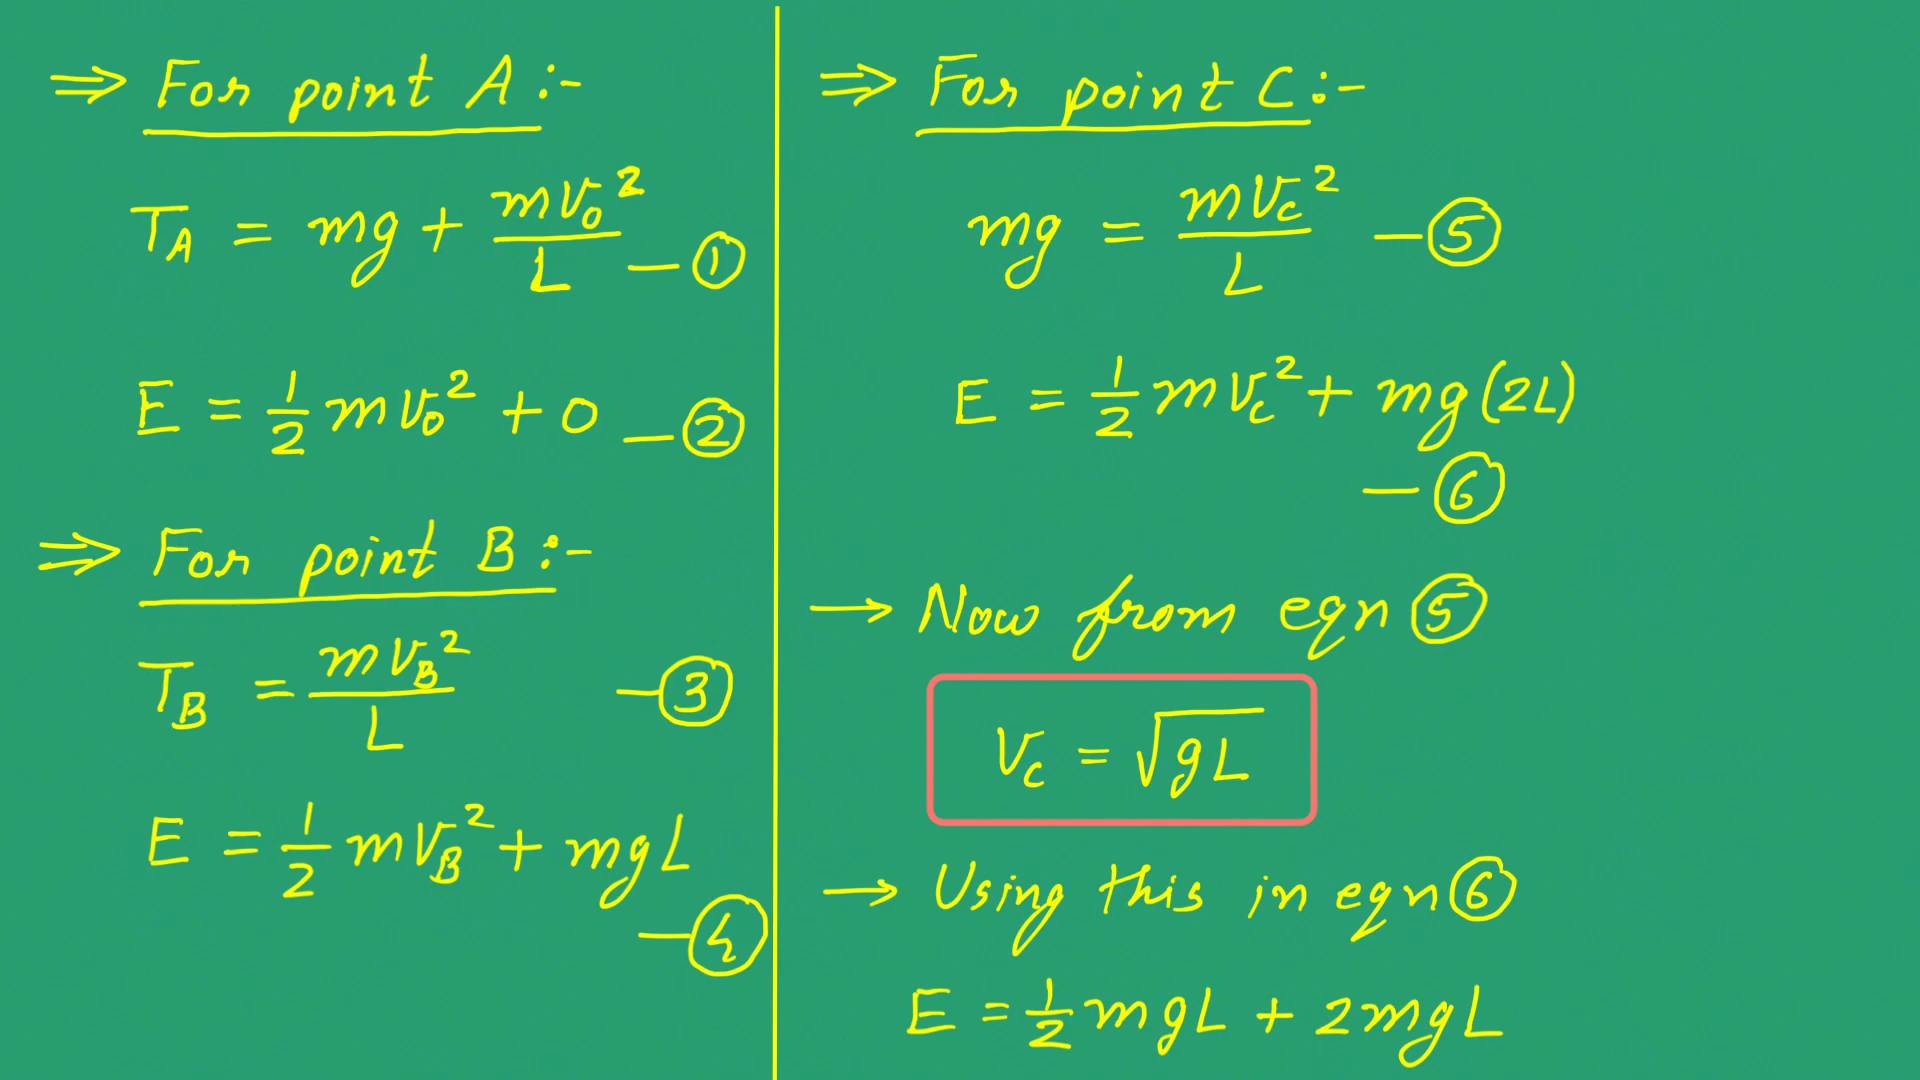 ⇒ For point A :-
T_A = mg + mv₀²/L —①
E = 1/2 mv₀² + 0 —②
⇒ For point B :-
T_B = mv_B²/L —③
E = 1/2 mv_B² + mgL
—④
⇒ For point C :-
mg = mv_c²/L —⑤
E = 1/2 mv_c² + mg(2L)
—⑥
→ Now from eqn ⑤
v_c = √gL
→ Using this in eqn ⑥
E = 1/2 mgL + 2mgL